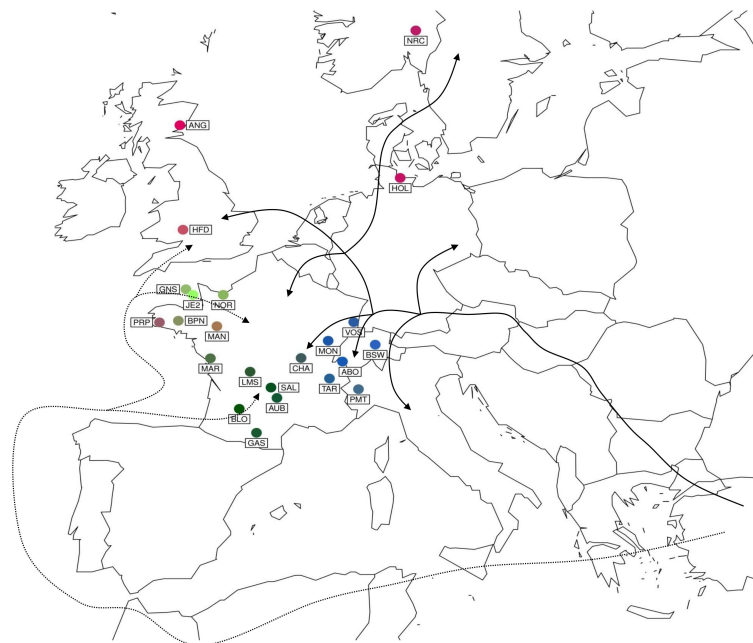 NRC
ANG
HOL
HFD
GNS
JE2
NOR
PRP
BPN
MAN
VOS
MON
BSW
MAR
CHA
ABO
LMS
TAR
SAL
PMT
AUB
BLO
GAS